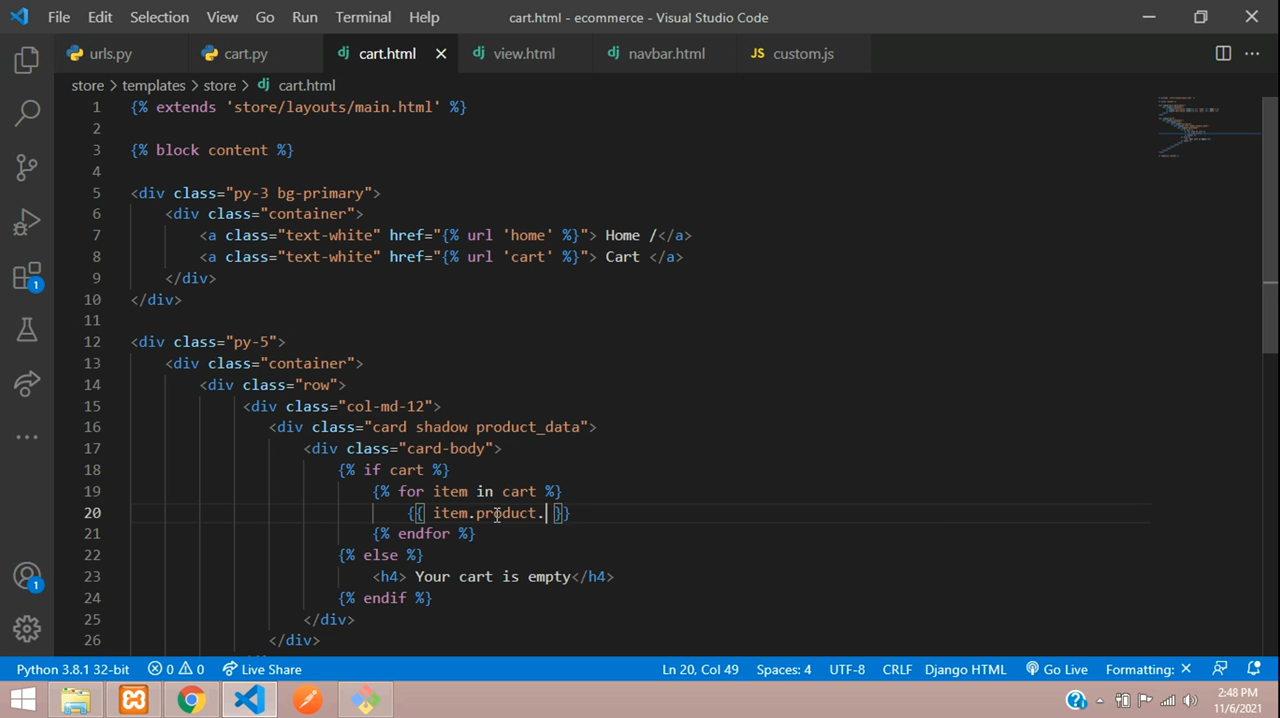 File Edit Selection View Go Run Terminal Help cart.html - ecommerce - Visual Studio Code
urls.py cart.py cart.html view.html navbar.html JS custom.js
store > templates > store > cart.html
1 {% extends 'store/layouts/main.html' %}
2
3 {% block content %}
4
5 <div class="py-3 bg-primary">
6 <div class="container">
7 <a class="text-white" href="{% url 'home' %}"> Home /</a>
8 <a class="text-white" href="{% url 'cart' %}"> Cart </a>
9 </div>
10 </div>
11
12 <div class="py-5">
13 <div class="container">
14 <div class="row">
15 <div class="col-md-12">
16 <div class="card shadow product_data">
17 <div class="card-body">
18 {% if cart %}
19 {% for item in cart %}
20 {{ item.product. }}
21 {% endfor %}
22 {% else %}
23 <h4> Your cart is empty</h4>
24 {% endif %}
25 </div>
26 </div>
Python 3.8.1 32-bit 0 0 Live Share Ln 20, Col 49 Spaces: 4 UTF-8 CRLF Django HTML Go Live Formatting: ×
2:48 PM
11/6/2021